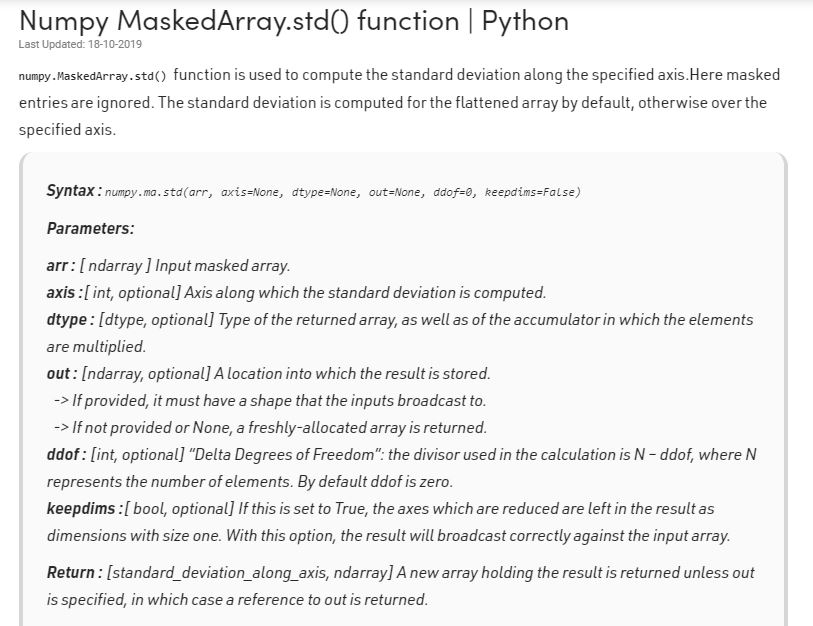 Numpy MaskedArray.std() function | Python
Last Updated: 18-10-2019
numpy.MaskedArray.std() function is used to compute the standard deviation along the specified axis.Here masked
entries are ignored. The standard deviation is computed for the flattened array by default, otherwise over the
specified axis.
Syntax : numpy.ma.std(arr, axis=None, dtype=None, out=None, ddof=0, keepdims=False)
Parameters:
arr : [ ndarray ] Input masked array.
axis :[ int, optional] Axis along which the standard deviation is computed.
dtype : [dtype, optional] Type of the returned array, as well as of the accumulator in which the elements
are multiplied.
out : [ndarray, optional] A location into which the result is stored.
-> If provided, it must have a shape that the inputs broadcast to.
-> If not provided or None, a freshly-allocated array is returned.
ddof : [int, optional] “Delta Degrees of Freedom”: the divisor used in the calculation is N – ddof, where N
represents the number of elements. By default ddof is zero.
keepdims :[ bool, optional] If this is set to True, the axes which are reduced are left in the result as
dimensions with size one. With this option, the result will broadcast correctly against the input array.
Return : [standard_deviation_along_axis, ndarray] A new array holding the result is returned unless out
is specified, in which case a reference to out is returned.